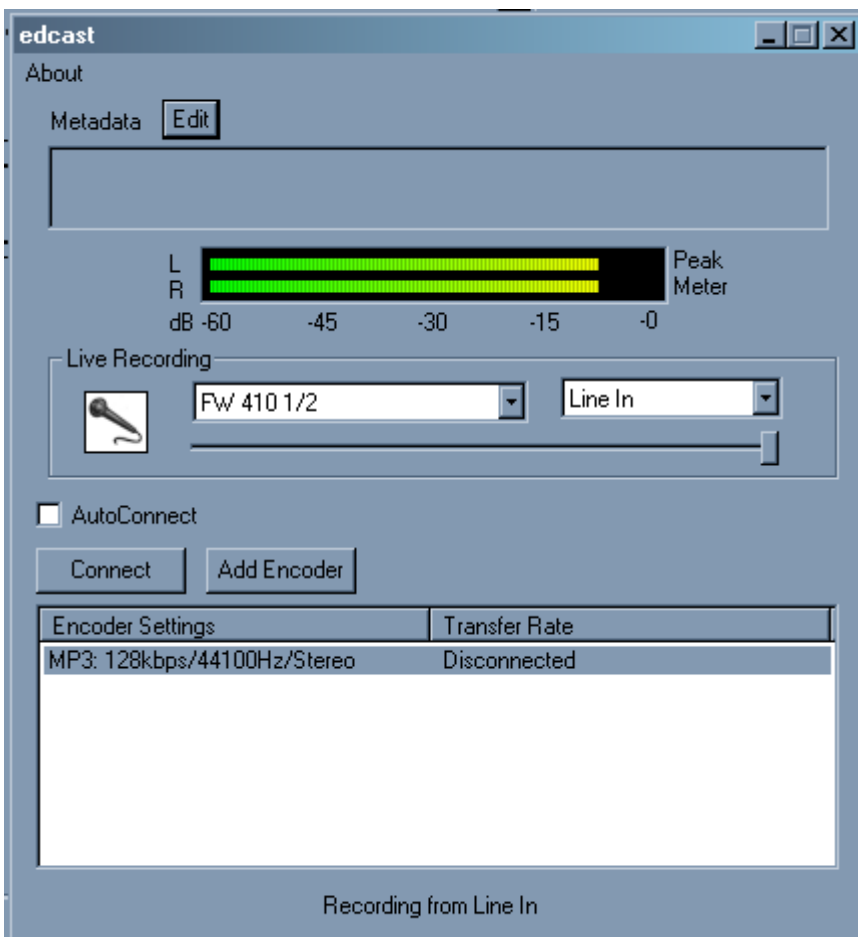 edcast
About
Metadata Edit
L Peak
R Meter
dB -60 -45 -30 -15 -0
Live Recording
FW 410 1/2 Line In
AutoConnect
Connect Add Encoder
Encoder Settings Transfer Rate
MP3: 128kbps/44100Hz/Stereo Disconnected
Recording from Line In